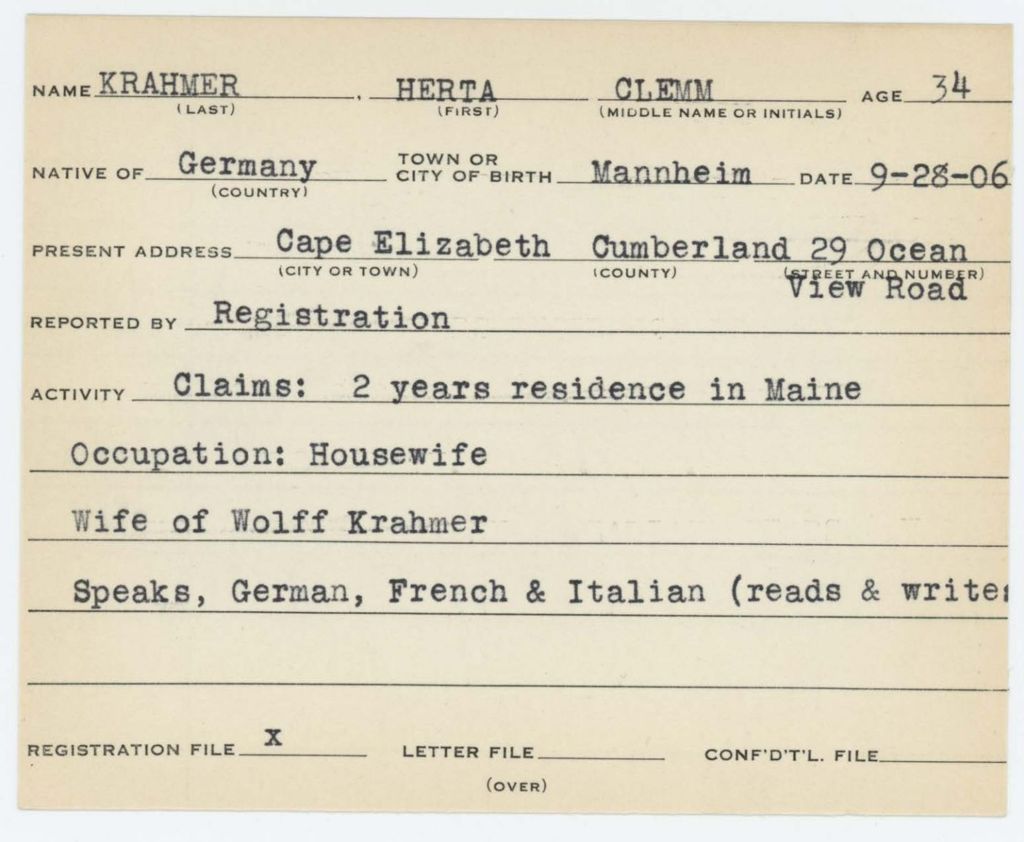 NAME KRAHMER . HERTA CLEMM AGE 34
(LAST) (FIRST) (MIDDLE NAME OR INITIALS)
NATIVE OF Germany TOWN OR CITY OF BIRTH Mannheim DATE 9-28-06
(COUNTRY)
PRESENT ADDRESS Cape Elizabeth Cumberland 29 Ocean
(CITY OR TOWN) (COUNTY) (STREET AND NUMBER)
View Road
REPORTED BY Registration
ACTIVITY Claims: 2 years residence in Maine
Occupation: Housewife
Wife of Wolff Krahmer
Speaks, German, French & Italian (reads & writes
REGISTRATION FILE X LETTER FILE CONF'D'T'L. FILE
(OVER)